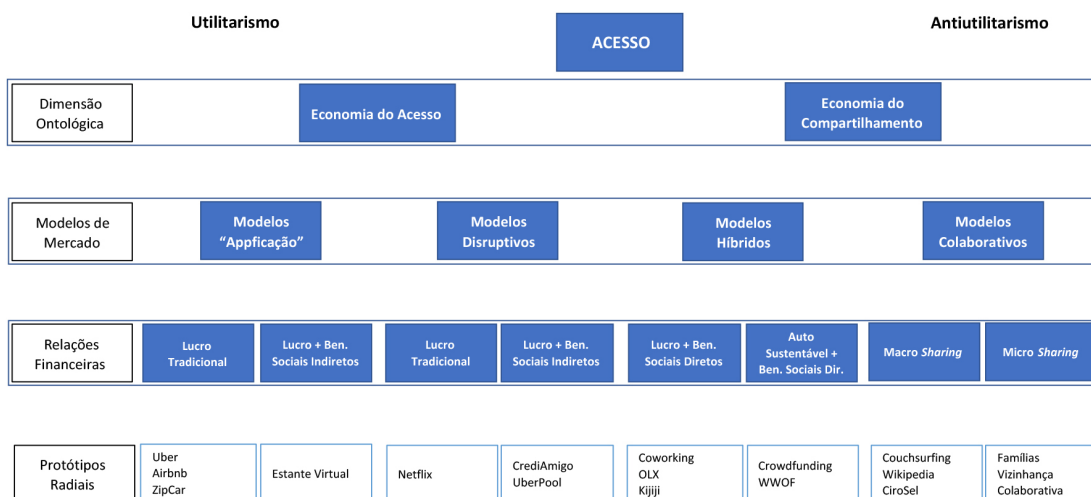 Utilitarismo
ACESSO
Antiutilitarismo
Dimensão
Ontológica
Economia do Acesso
Economia do
Compartilhamento
Modelos de
Mercado
Modelos
“Appficação”
Modelos
Disruptivos
Modelos
Híbridos
Modelos
Colaborativos
Relações
Financeiras
Lucro
Tradicional
Lucro + Ben.
Sociais Indiretos
Lucro
Tradicional
Lucro + Ben.
Sociais Indiretos
Lucro + Ben.
Sociais Diretos
Auto
Sustentável +
Ben. Sociais Dir.
Macro Sharing
Micro Sharing
Protótipos
Radiais
Uber
Airbnb
ZipCar
Estante Virtual
Netflix
CrediAmigo
UberPool
Coworking
OLX
Kijiji
Crowdfunding
WWOF
Couchsurfing
Wikipedia
CiroSel
Famílias
Vizinhança
Colaborativa